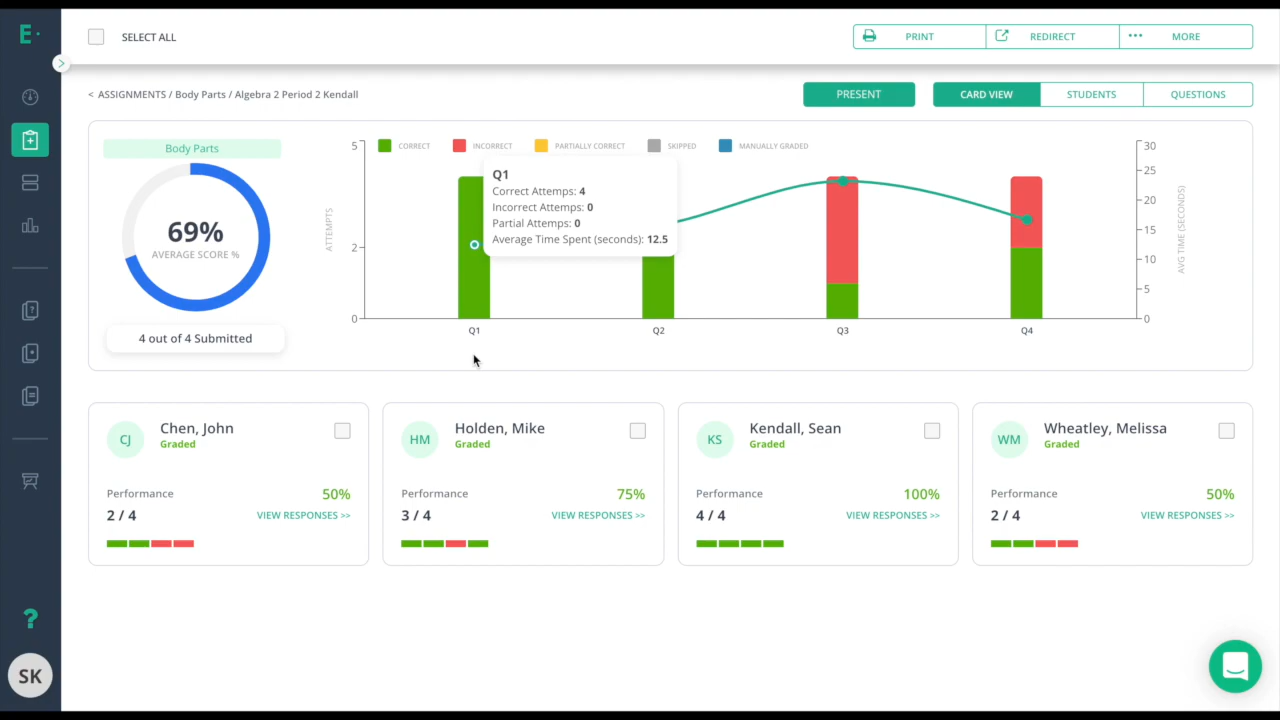 E·
SELECT ALL
PRINT
REDIRECT
MORE
< ASSIGNMENTS / Body Parts / Algebra 2 Period 2 Kendall
PRESENT
CARD VIEW
STUDENTS
QUESTIONS
Body Parts
69%
AVERAGE SCORE %
4 out of 4 Submitted
CORRECT
INCORRECT
PARTIALLY CORRECT
SKIPPED
MANUALLY GRADED
ATTEMPTS
5
2
0
Q1
Correct Attemps: 4
Incorrect Attemps: 0
Partial Attemps: 0
Average Time Spent (seconds): 12.5
30
25
20
15
10
5
0
AVG TIME (SECONDS)
Q1
Q2
Q3
Q4
CJ
Chen, John
Graded
Performance
50%
2 / 4
VIEW RESPONSES >>
HM
Holden, Mike
Graded
Performance
75%
3 / 4
VIEW RESPONSES >>
KS
Kendall, Sean
Graded
Performance
100%
4 / 4
VIEW RESPONSES >>
WM
Wheatley, Melissa
Graded
Performance
50%
2 / 4
VIEW RESPONSES >>
?
SK